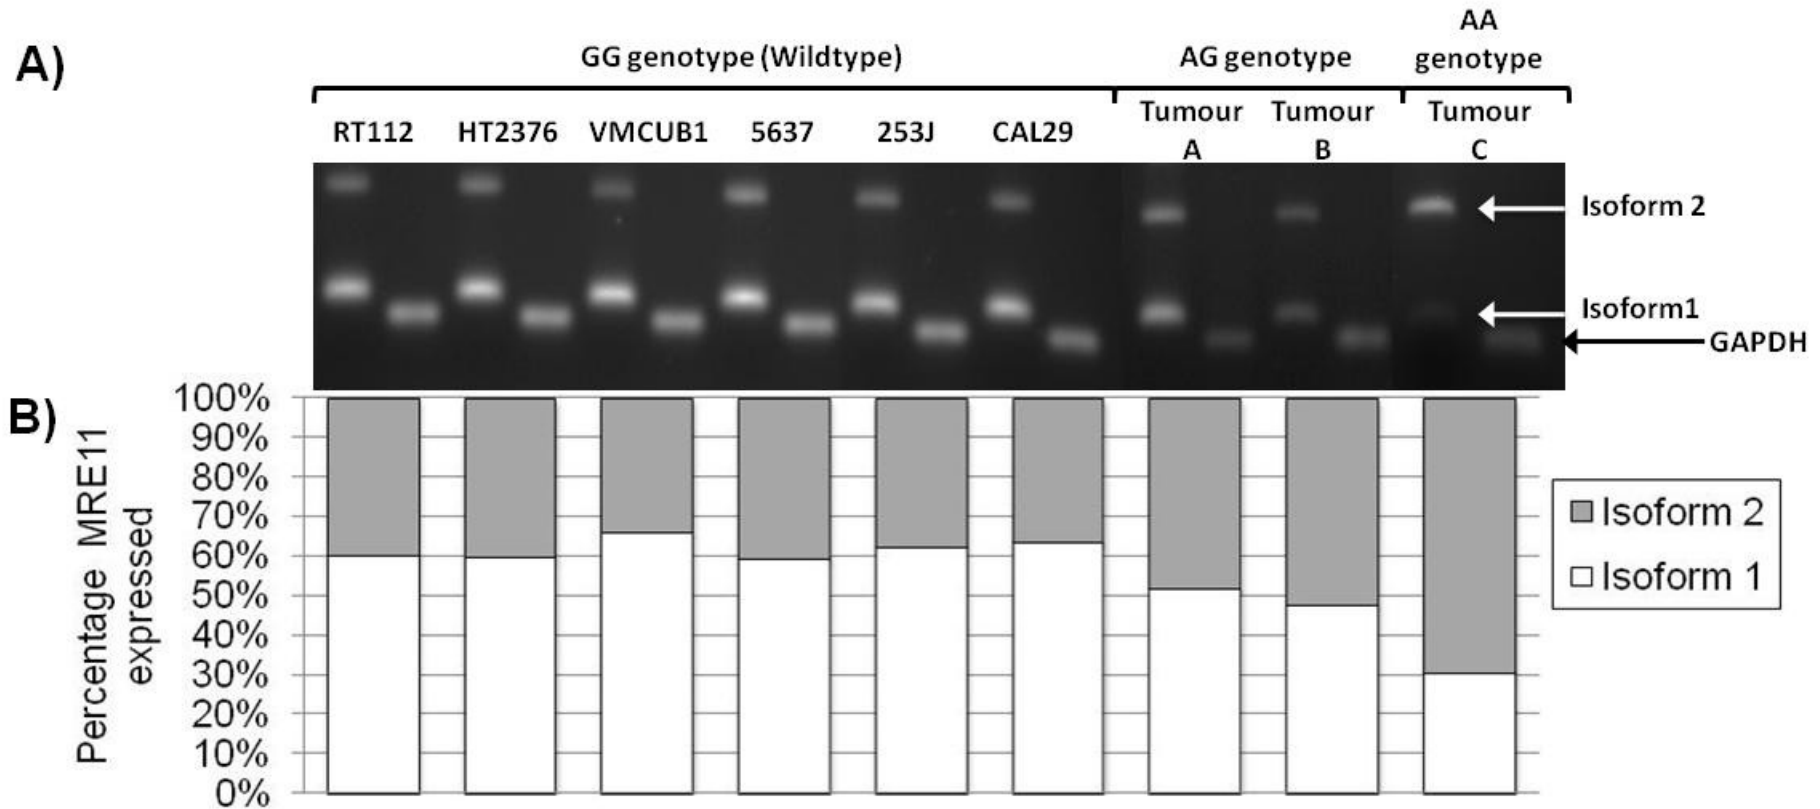 A)
GG genotype (Wildtype)
AG genotype
AA
genotype
RT112 HT2376 VMCUB1 5637 253J CAL29
Tumour
A
Tumour
B
Tumour
C
Isoform 2
Isoform1
GAPDH
B)
Percentage MRE11
expressed
100%
90%
80%
70%
60%
50%
40%
30%
20%
10%
0%
Isoform 2
Isoform 1